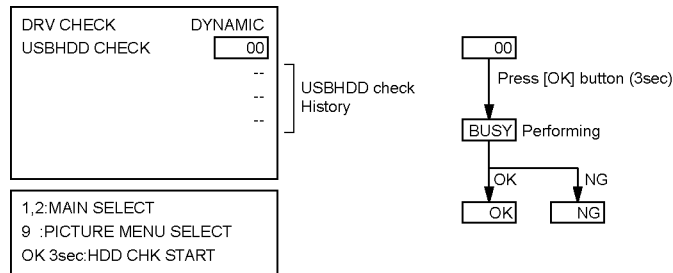 DRV CHECK DYNAMIC
USBHDD CHECK 00
--
--
--
USBHDD check
History
1,2:MAIN SELECT
9 :PICTURE MENU SELECT
OK 3sec:HDD CHK START
00
Press [OK] button (3sec)
BUSY Performing
OK NG
OK NG